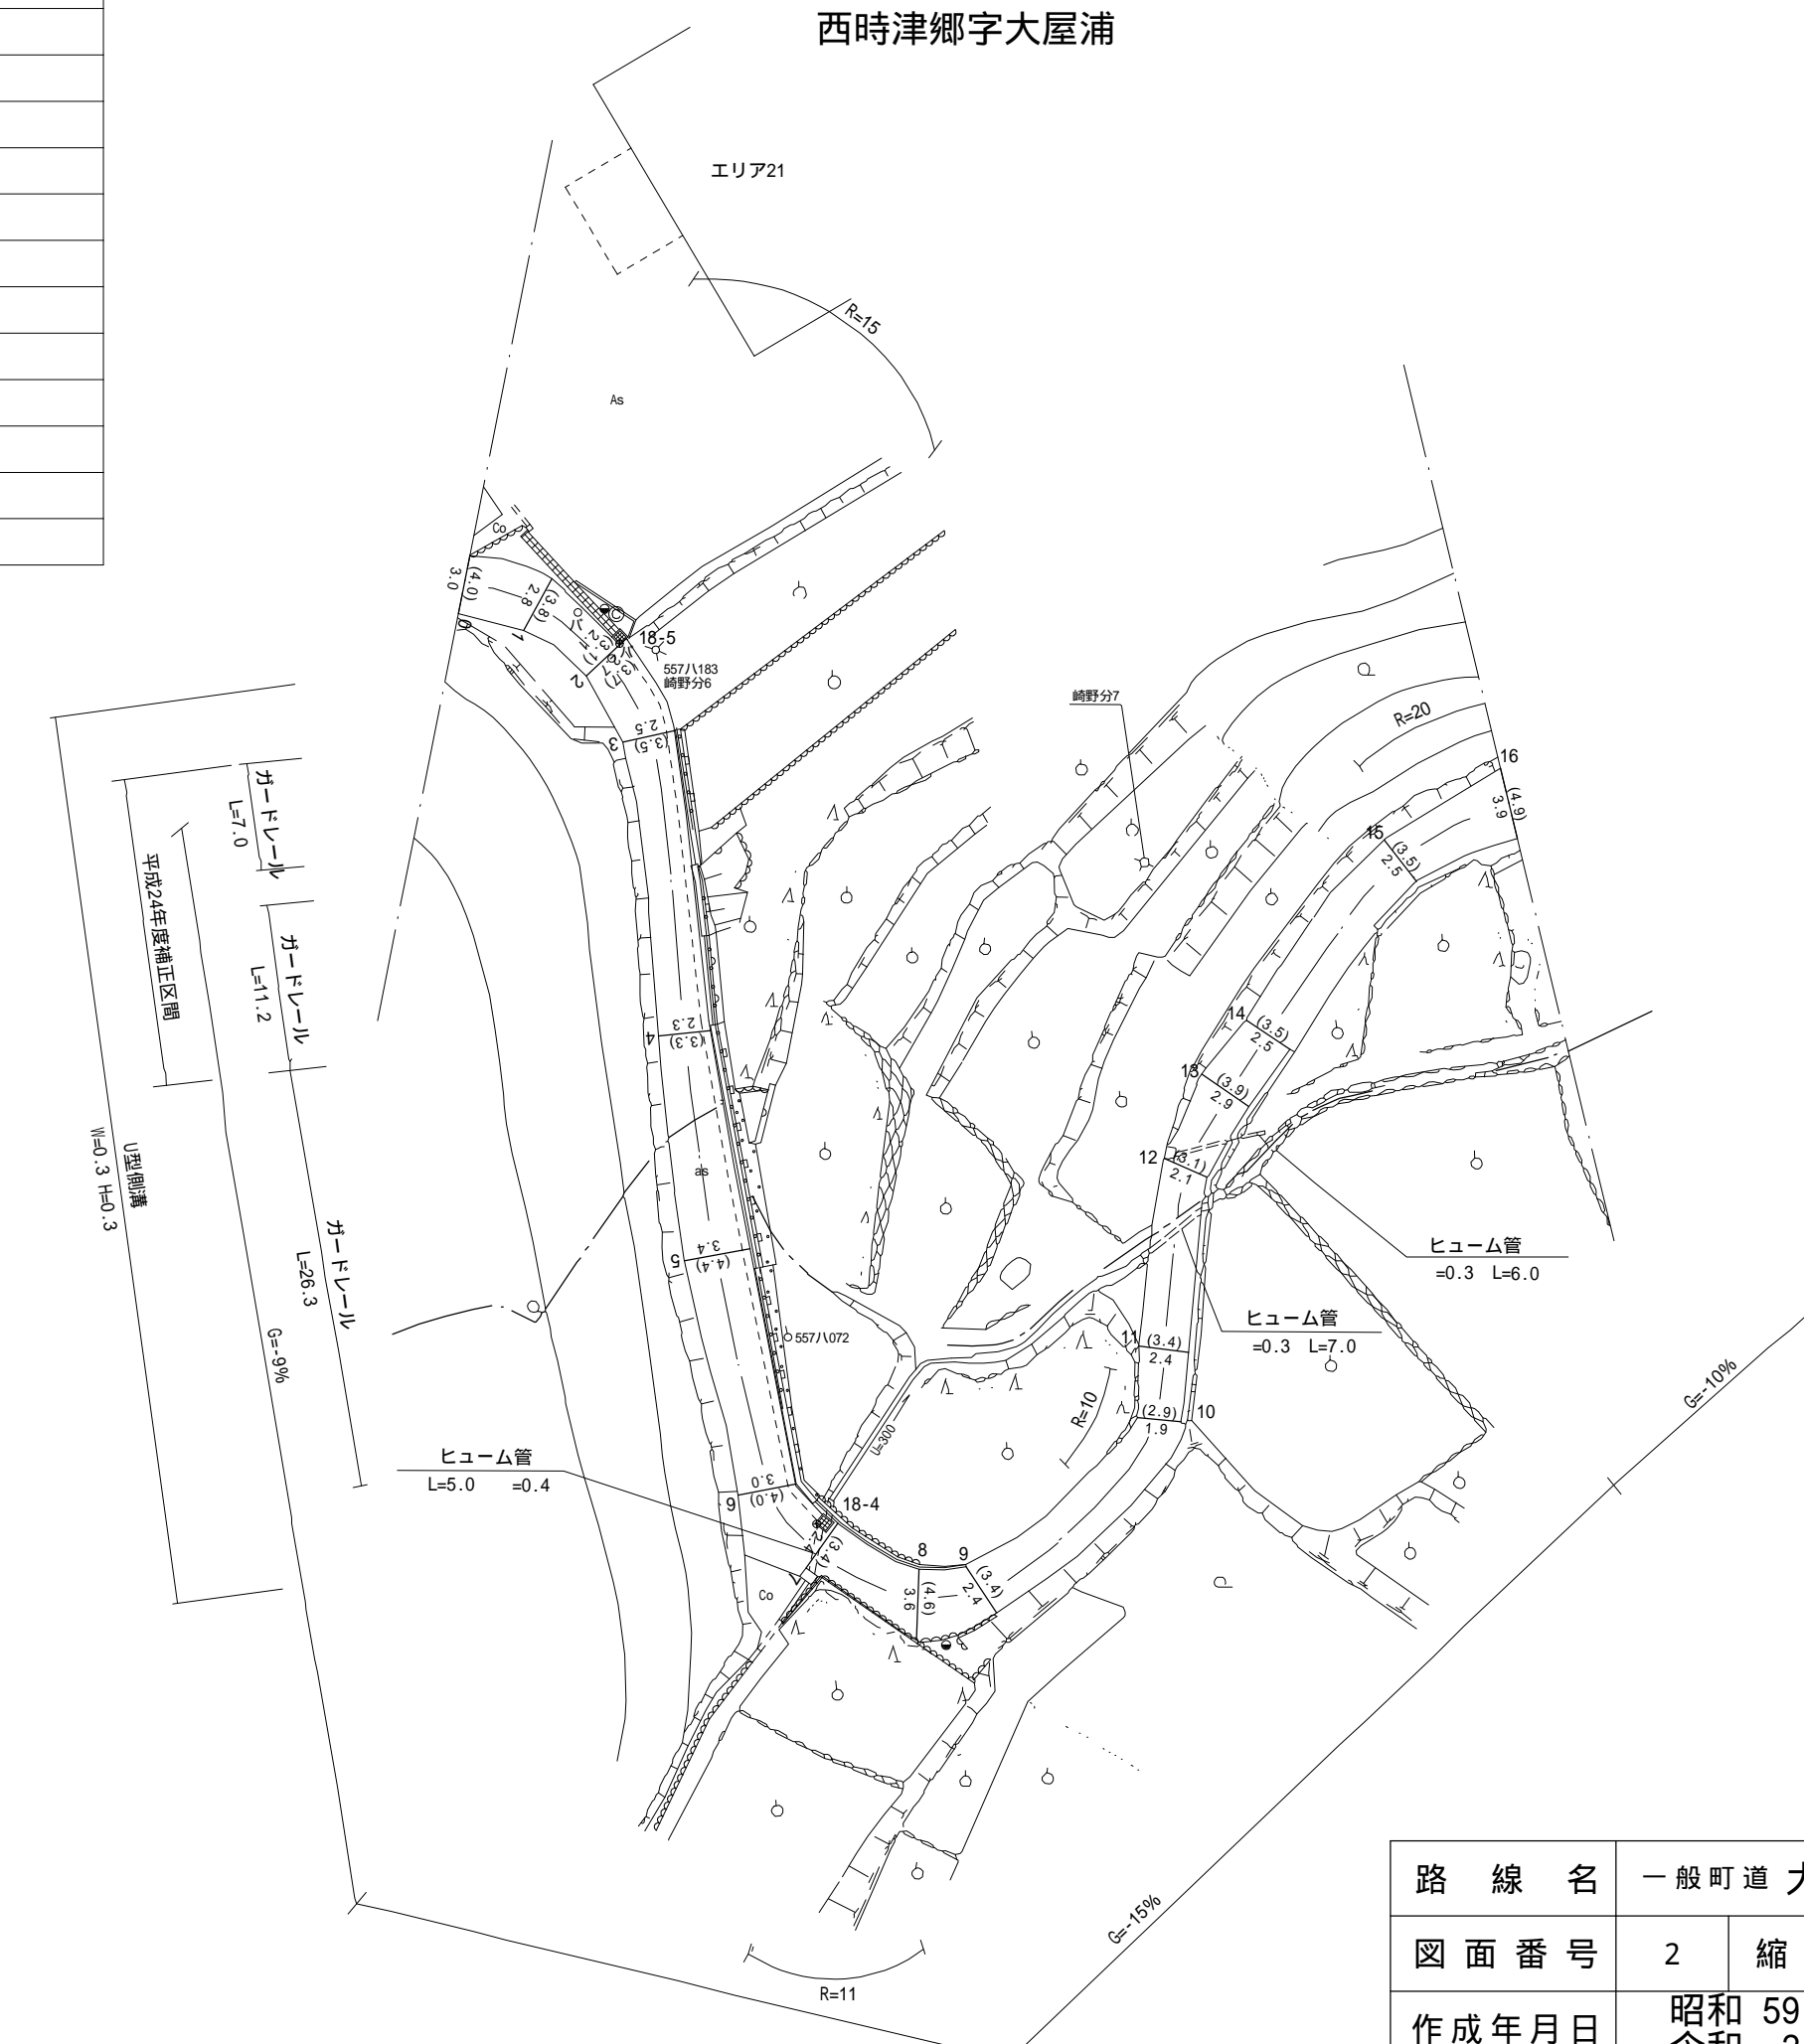 西時津郷字大屋浦
エリア21
R=15
As
Co
(4.0)
3.0
0
(3.8)
2.8
1
2
18-5
557ハ183
崎野分6
崎野分7
2.5
(3.5)
3
R=20
16
(4.9)
3.9
15
(3.5)
2.5
ガードレール
L=7.0
平成24年度補正区間
ガードレール
L=11.2
2.3
(3.3)
4
14
(3.5)
2.5
13
(3.9)
2.9
12
(3.1)
2.1
as
U型側溝
W=0.3 H=0.3
ガードレール
L=26.3
3.4
(4.4)
5
ヒューム管
=0.3 L=6.0
ヒューム管
=0.3 L=7.0
557ハ072
11
(3.4)
2.4
G=-9%
G=-10%
R=10
(2.9)
1.9
10
U=300
ヒューム管
L=5.0 =0.4
3.0
(4.0)
6
18-4
2.4
(3.4)
7
8
9
(4.6)
3.6
(3.4)
2.4
Co
G=-15%
R=11
路線名 一般町道
図面番号 2 縮
作成年月日 昭和 59